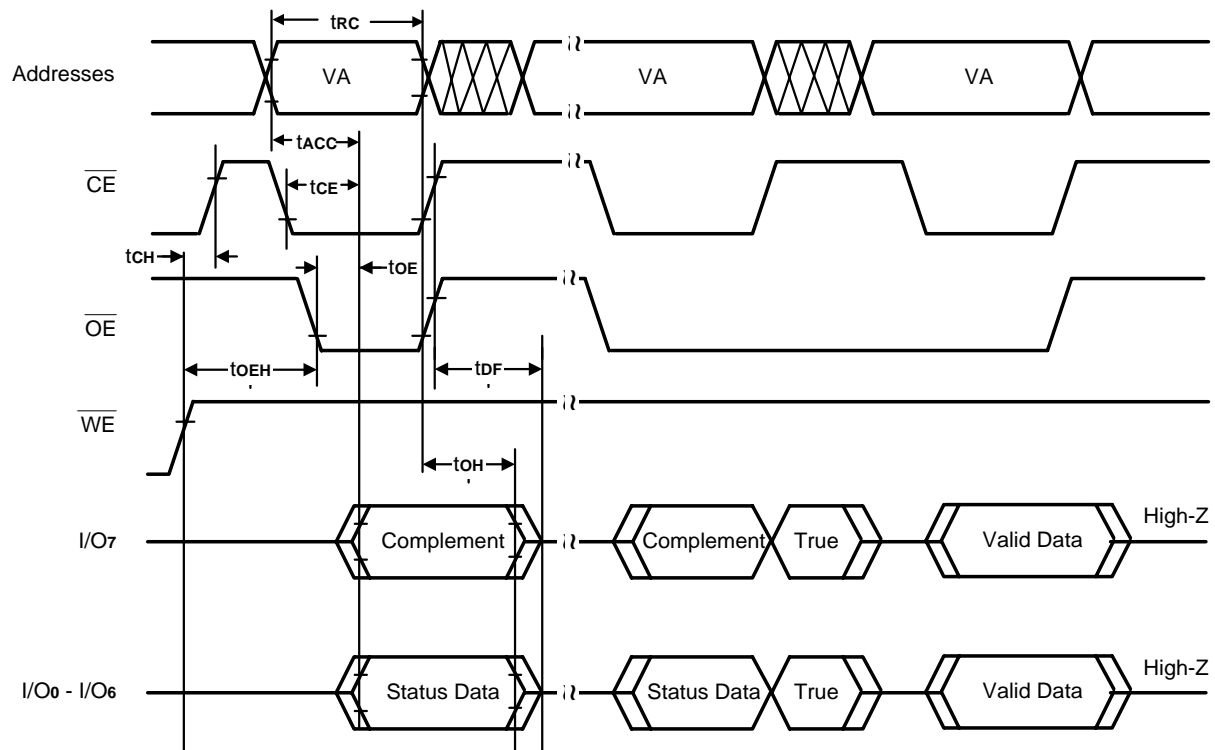 tRC
Addresses VA VA VA
tACC
CE
tCE
tCH
tOE
OE
tOEH tDF
WE
tOH
High-Z
I/O7 Complement Complement True Valid Data
High-Z
I/O0 - I/O6 Status Data Status Data True Valid Data